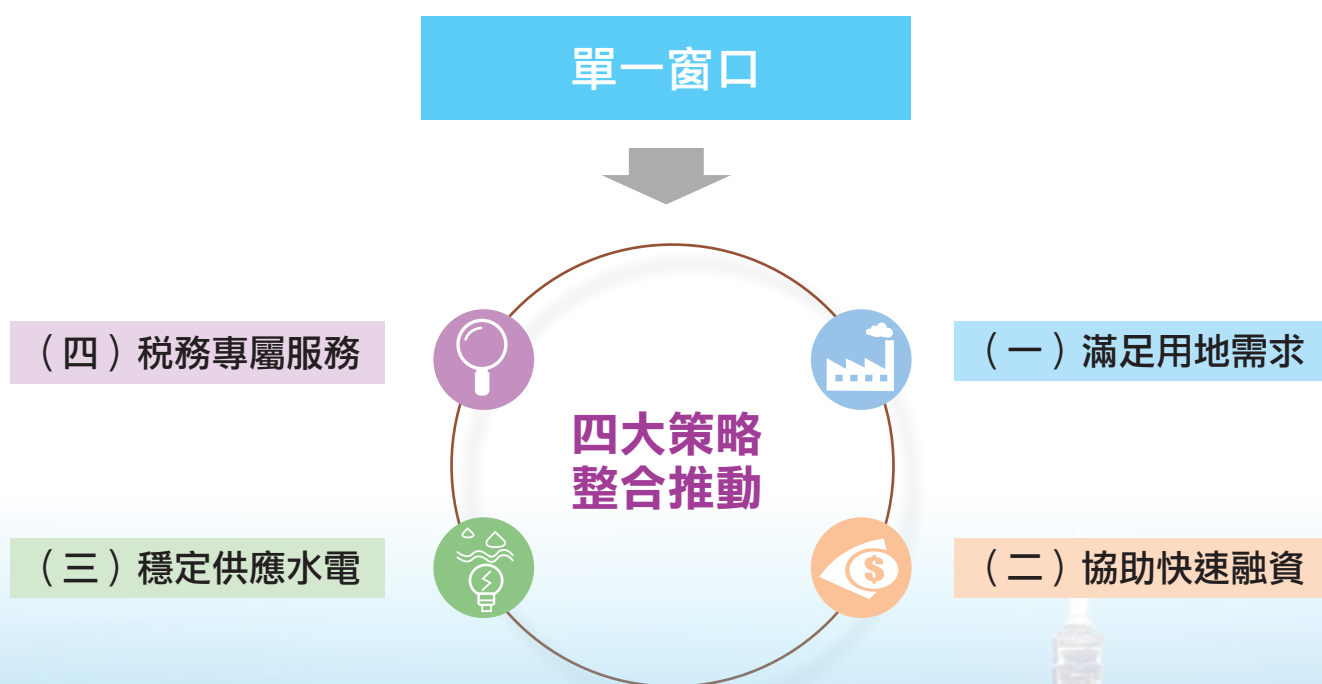 單一窗口
（四）稅務專屬服務
（一）滿足用地需求
四大策略
整合推動
（三）穩定供應水電
（二）協助快速融資
$